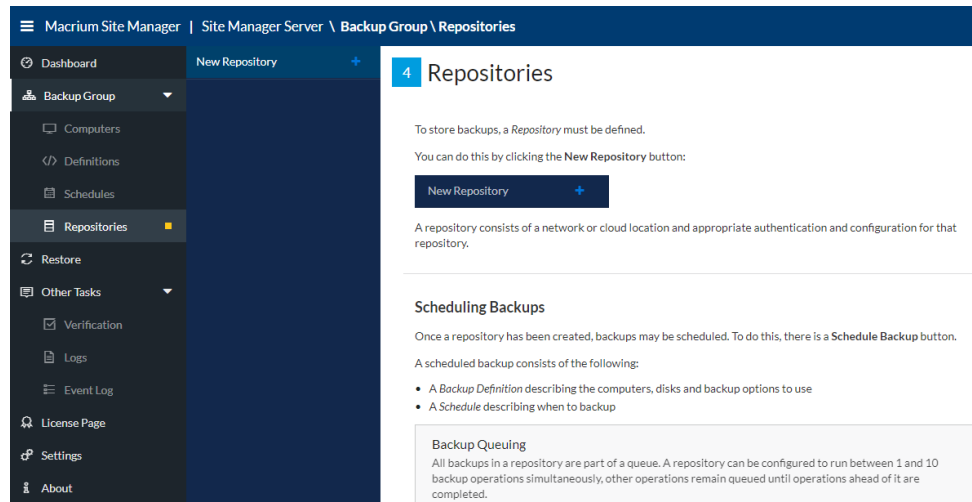 Macrium Site Manager | Site Manager Server \ Backup Group \ Repositories
Dashboard
Backup Group
Computers
Definitions
Schedules
Repositories
Restore
Other Tasks
Verification
Logs
Event Log
License Page
Settings
About
New Repository +
4 Repositories
To store backups, a Repository must be defined.
You can do this by clicking the New Repository button:
New Repository +
A repository consists of a network or cloud location and appropriate authentication and configuration for that
repository.
Scheduling Backups
Once a repository has been created, backups may be scheduled. To do this, there is a Schedule Backup button.
A scheduled backup consists of the following:
• A Backup Definition describing the computers, disks and backup options to use
• A Schedule describing when to backup
Backup Queuing
All backups in a repository are part of a queue. A repository can be configured to run between 1 and 10
backup operations simultaneously, other operations remain queued until operations ahead of it are
completed.